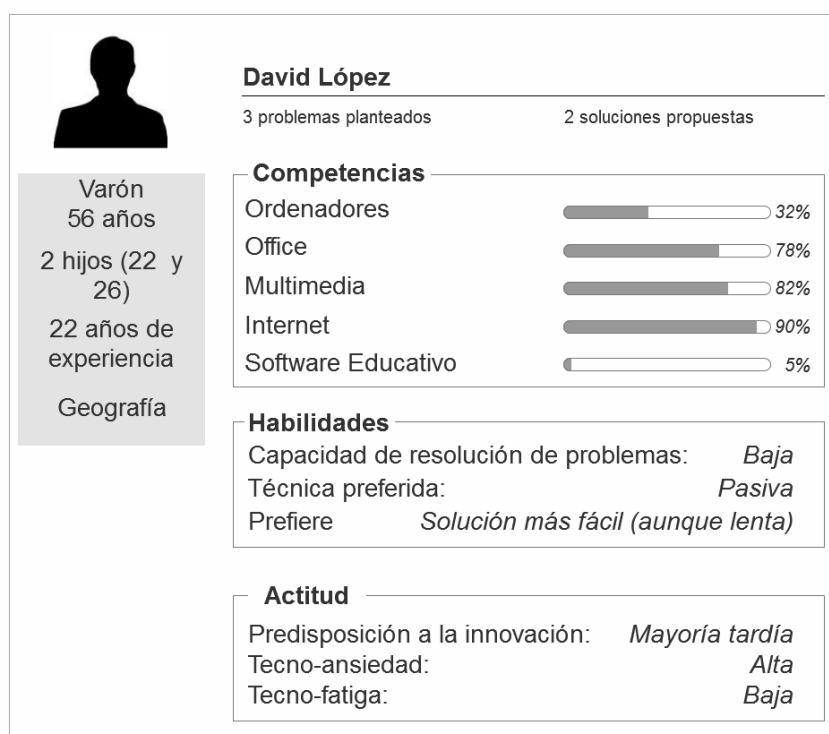 David López
3 problemas planteados 2 soluciones propuestas
Varón
56 años
2 hijos (22 y
26)
22 años de
experiencia
Geografía
Competencias
Ordenadores 32%
Office 78%
Multimedia 82%
Internet 90%
Software Educativo 5%
Habilidades
Capacidad de resolución de problemas: Baja
Técnica preferida: Pasiva
Prefiere Solución más fácil (aunque lenta)
Actitud
Predisposición a la innovación: Mayoría tardía
Tecno-ansiedad: Alta
Tecno-fatiga: Baja